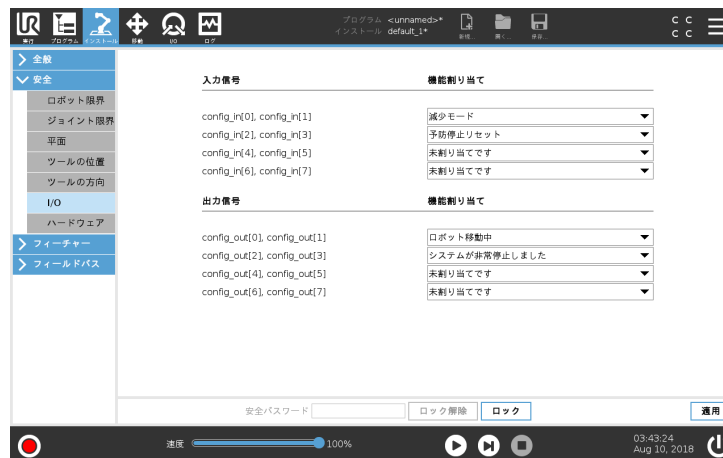 プログラム <unnamed>*
インストール default_1*
新規... 開く... 保存...
実行 プログラム インストール 移動 I/O ログ
C C
C C
全般
安全
ロボット限界
ジョイント限界
平面
ツールの位置
ツールの方向
I/O
ハードウェア
フィーチャー
フィールドバス
入力信号 機能割り当て
config_in[0], config_in[1] 減少モード
config_in[2], config_in[3] 予防停止リセット
config_in[4], config_in[5] 未割り当てです
config_in[6], config_in[7] 未割り当てです
出力信号 機能割り当て
config_out[0], config_out[1] ロボット移動中
config_out[2], config_out[3] システムが非常停止しました
config_out[4], config_out[5] 未割り当てです
config_out[6], config_out[7] 未割り当てです
安全パスワード ロック解除 ロック 適用
速度 100%
03:43:24
Aug 10, 2018